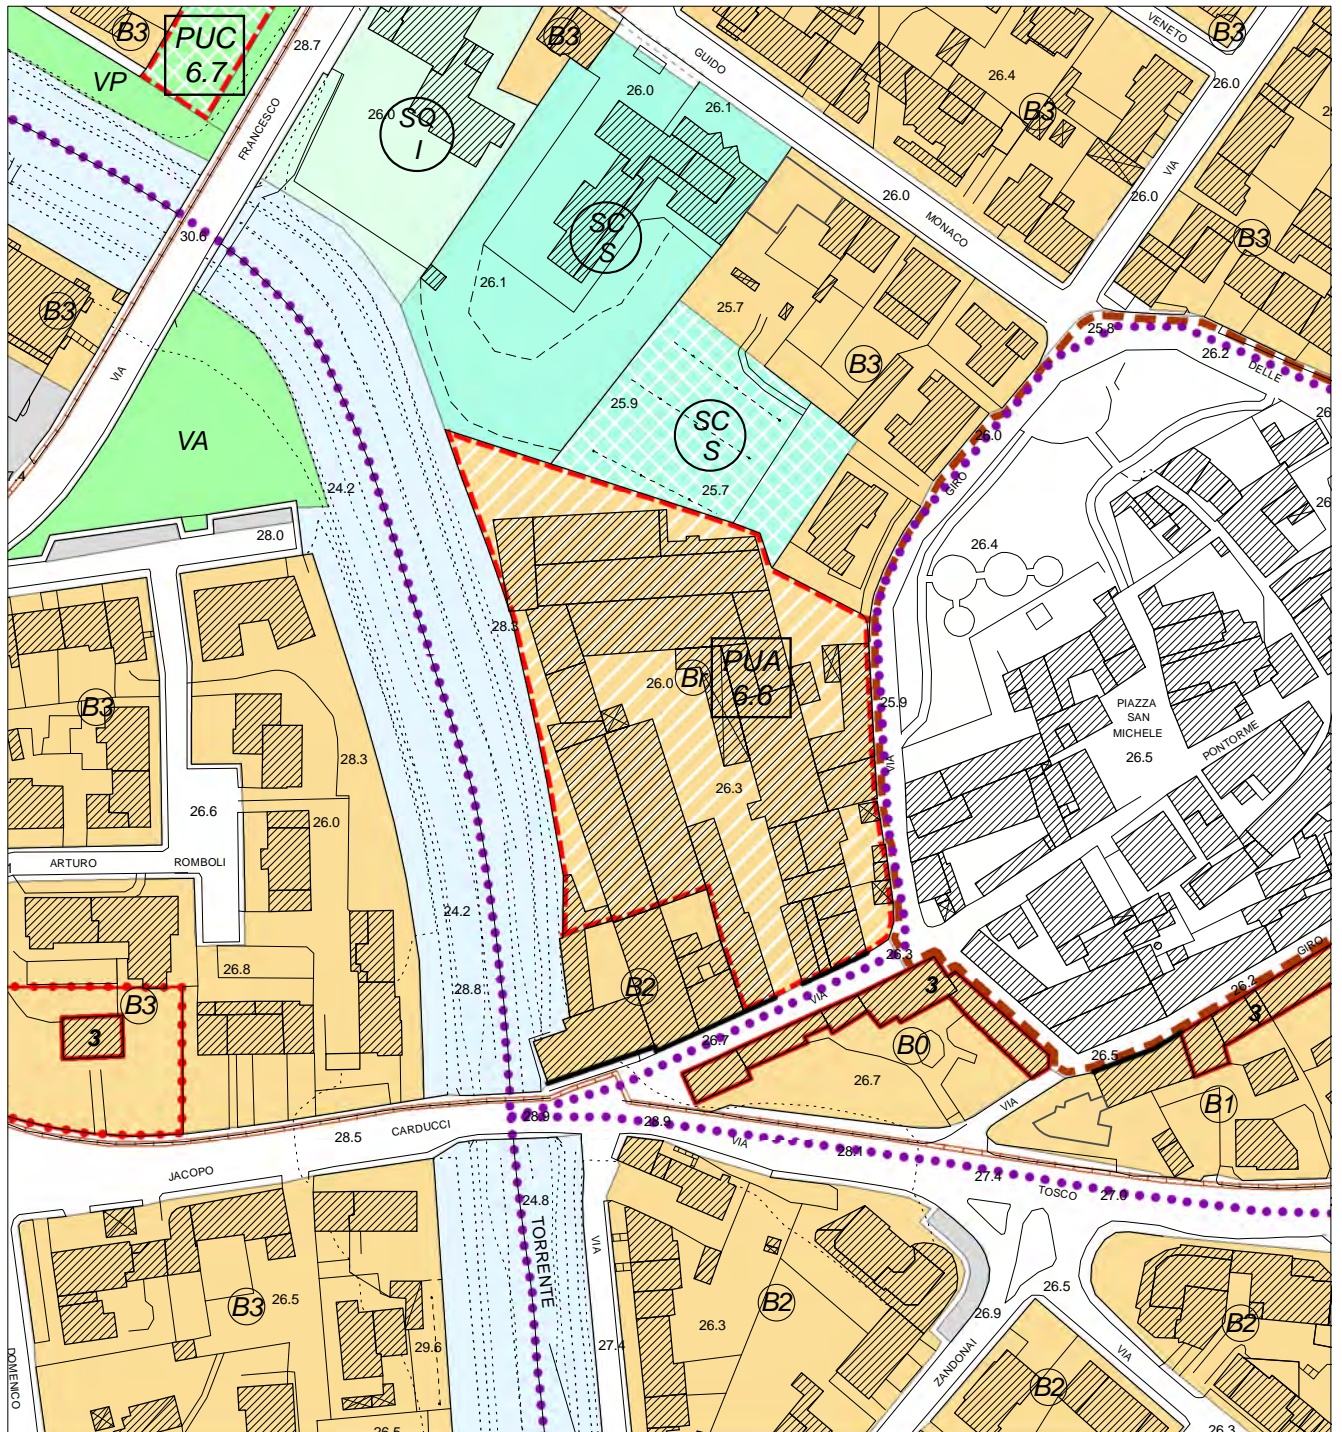 B3
PUC
6.7
28.7
VP
FRANCESCO
26.0
SQ
I
B3
GUIDO
26.0
26.1
26.4
B3
VENETO
B3
26.0
VIA
26.0
26.0
MONACO
B3
30.6
SC
S
26.1
25.7
B3
25.8
26.2
DELLE
B3
VIA
VA
25.9
SC
S
25.7
26.0
GIRO
26.4
7.4
24.2
28.0
28.3
26.0
Br
PUA
6.6
25.9
VIA
PIAZZA
SAN
MICHELE
26.5
PONTORME
B3
28.3
26.3
26.6
26.0
ARTURO
ROMBOLI
24.2
26.8
28.8
B3
3
B2
26.3
VIA
3
26.2
GIRO
3
26.7
B0
26.7
26.5
VIA
B1
28.9
28.9
VIA
28.1
27.4
TOSCO
27.0
28.5
CARDUCCI
JACOPO
24.8
TORRENTE
VIA
B3
26.5
29.6
26.5
DOMENICO
27.4
26.3
B2
26.9
26.5
ZANDONAI
VIA
B2
B2
26.3